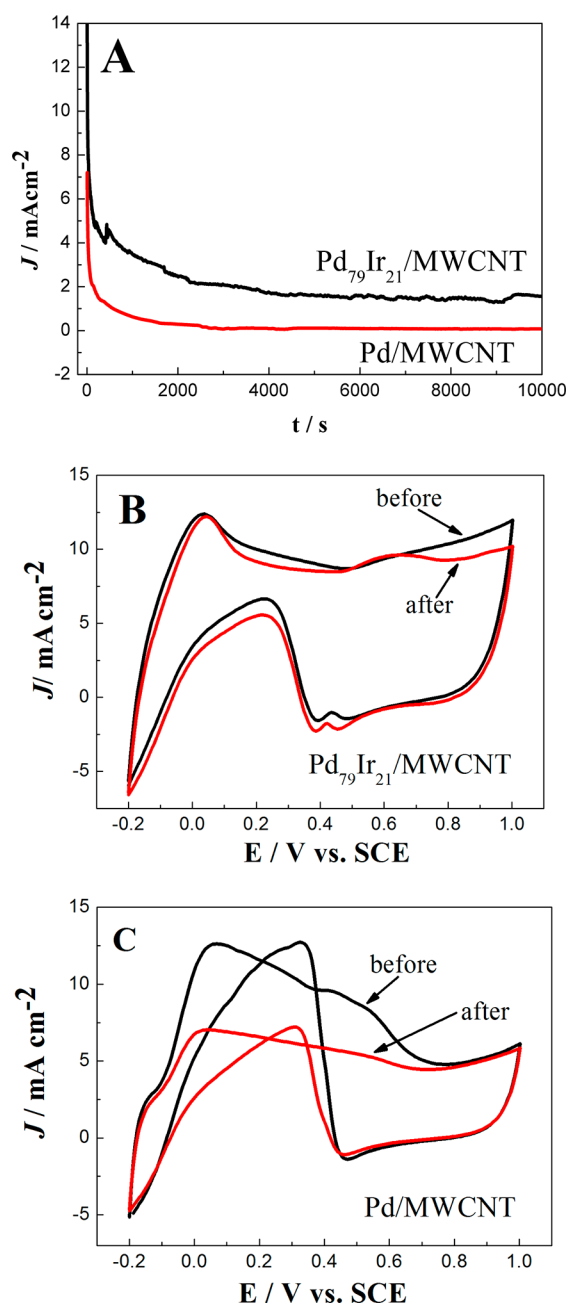 A
14
12
10
8
6
4
2
0
-2
J / mAcm-2
Pd79Ir21/MWCNT
Pd/MWCNT
0 2000 4000 6000 8000 10000
t / s
B
15
10
5
0
-5
J/ mAcm-2
before
after
Pd79Ir21/MWCNT
-0.2 0.0 0.2 0.4 0.6 0.8 1.0
E / V vs. SCE
C
15
10
5
0
-5
J / mA cm-2
before
after
Pd/MWCNT
-0.2 0.0 0.2 0.4 0.6 0.8 1.0
E / V vs. SCE